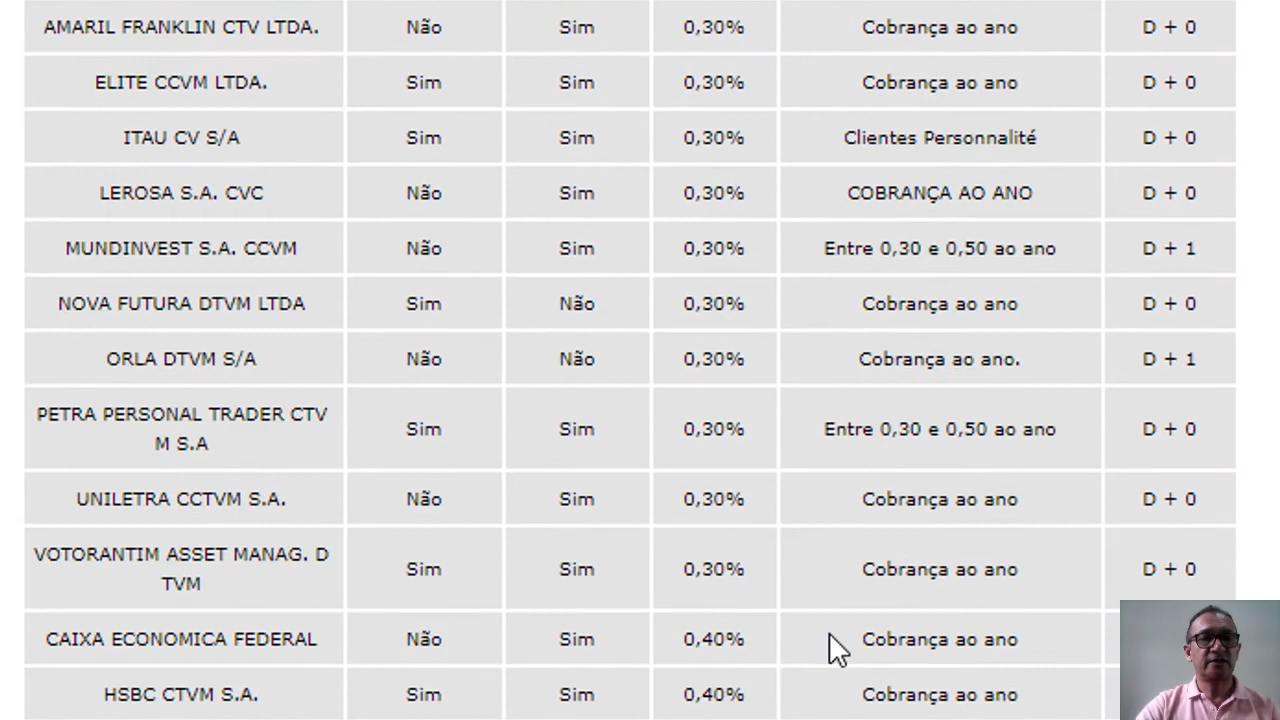 AMARIL FRANKLIN CTV LTDA. Não Sim 0,30% Cobrança ao ano D + 0
ELITE CCVM LTDA. Sim Sim 0,30% Cobrança ao ano D + 0
ITAU CV S/A Sim Sim 0,30% Clientes Personnalité D + 0
LEROSA S.A. CVC Não Sim 0,30% COBRANÇA AO ANO D + 0
MUNDINVEST S.A. CCVM Não Sim 0,30% Entre 0,30 e 0,50 ao ano D + 1
NOVA FUTURA DTVM LTDA Sim Não 0,30% Cobrança ao ano D + 0
ORLA DTVM S/A Não Não 0,30% Cobrança ao ano. D + 1
PETRA PERSONAL TRADER CTV
M S.A Sim Sim 0,30% Entre 0,30 e 0,50 ao ano D + 0
UNILETRA CCTVM S.A. Não Sim 0,30% Cobrança ao ano D + 0
VOTORANTIM ASSET MANAG. D
TVM Sim Sim 0,30% Cobrança ao ano D + 0
CAIXA ECONOMICA FEDERAL Não Sim 0,40% Cobrança ao ano
HSBC CTVM S.A. Sim Sim 0,40% Cobrança ao ano